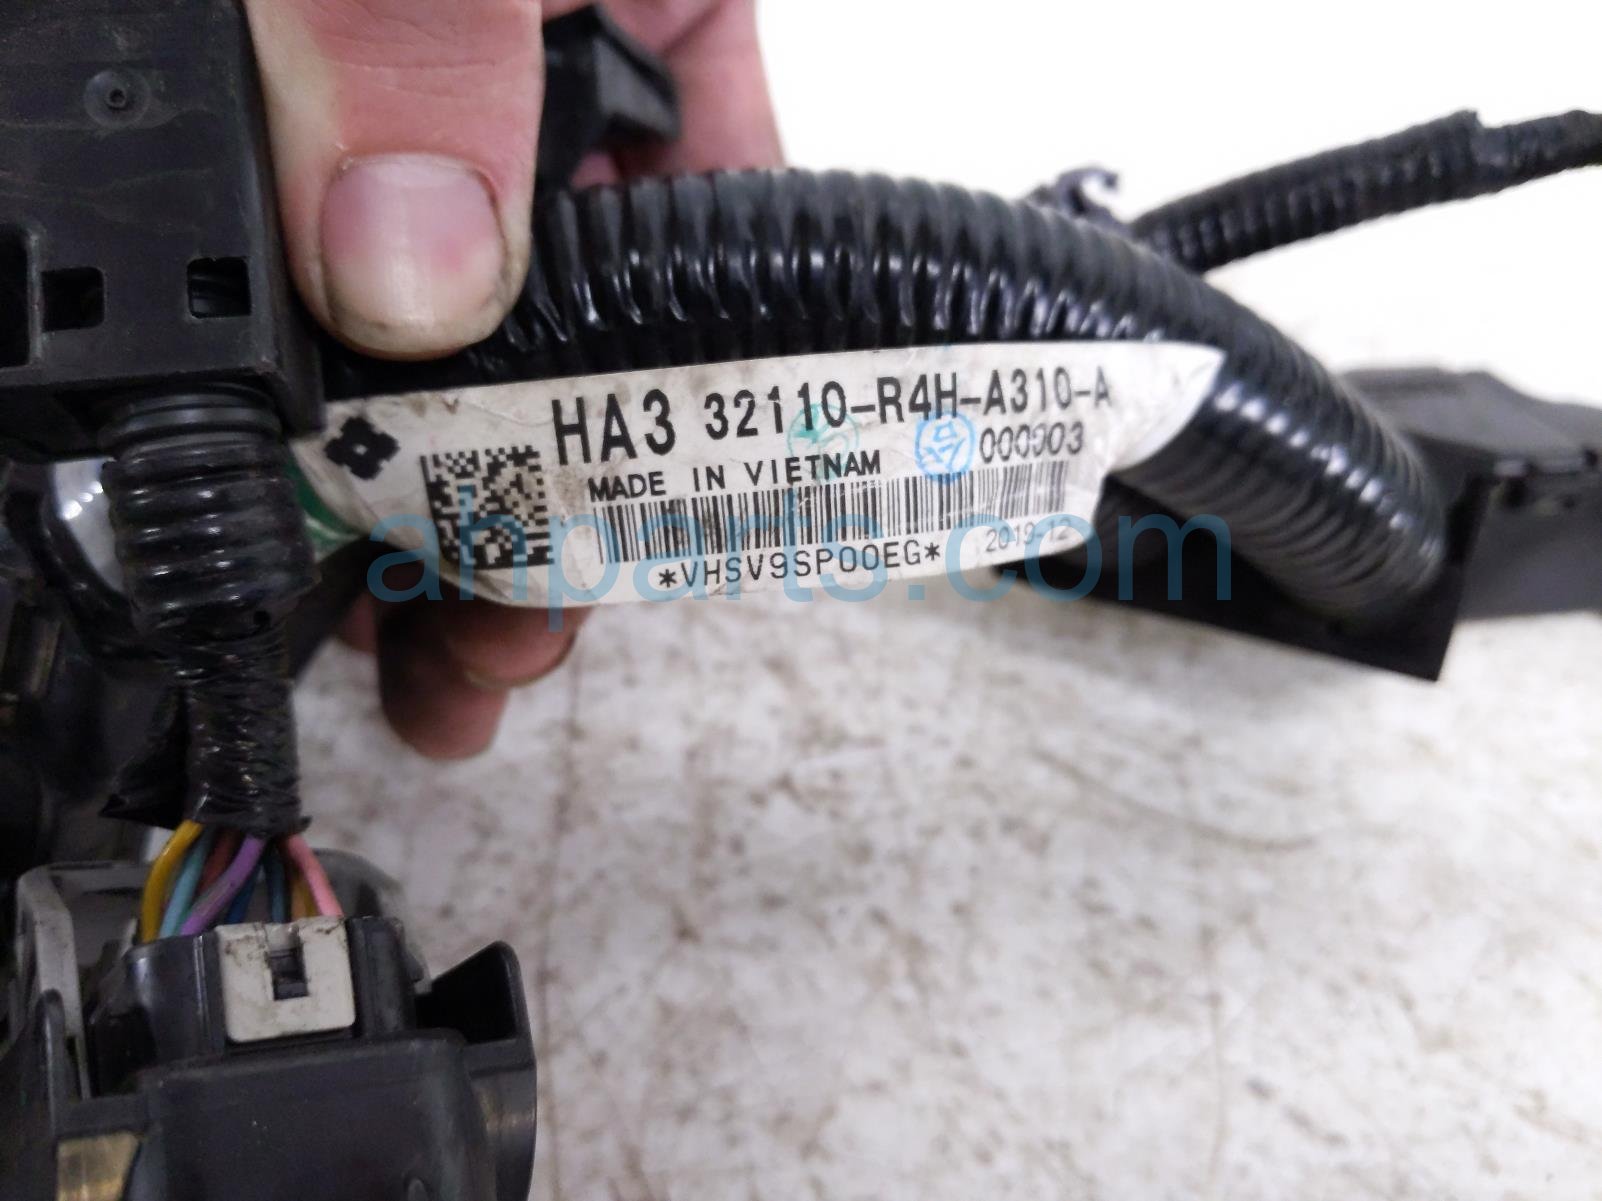 HA3 32110-R4H-A310-A
000003
MADE IN VIETNAM
2019-12
*VHSV9SP00EG*
ahparts.com